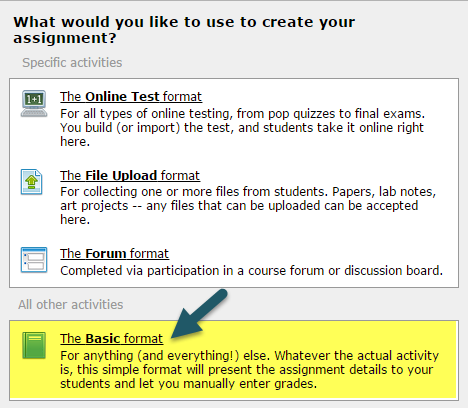 What would you like to use to create your
assignment?
Specific activities
1+1
The Online Test format
For all types of online testing, from pop quizzes to final exams.
You build (or import) the test, and students take it online right
here.
The File Upload format
For collecting one or more files from students. Papers, lab notes,
art projects -- any files that can be uploaded can be accepted
here.
The Forum format
Completed via participation in a course forum or discussion board.
All other activities
The Basic format
For anything (and everything!) else. Whatever the actual activity
is, this simple format will present the assignment details to your
students and let you manually enter grades.